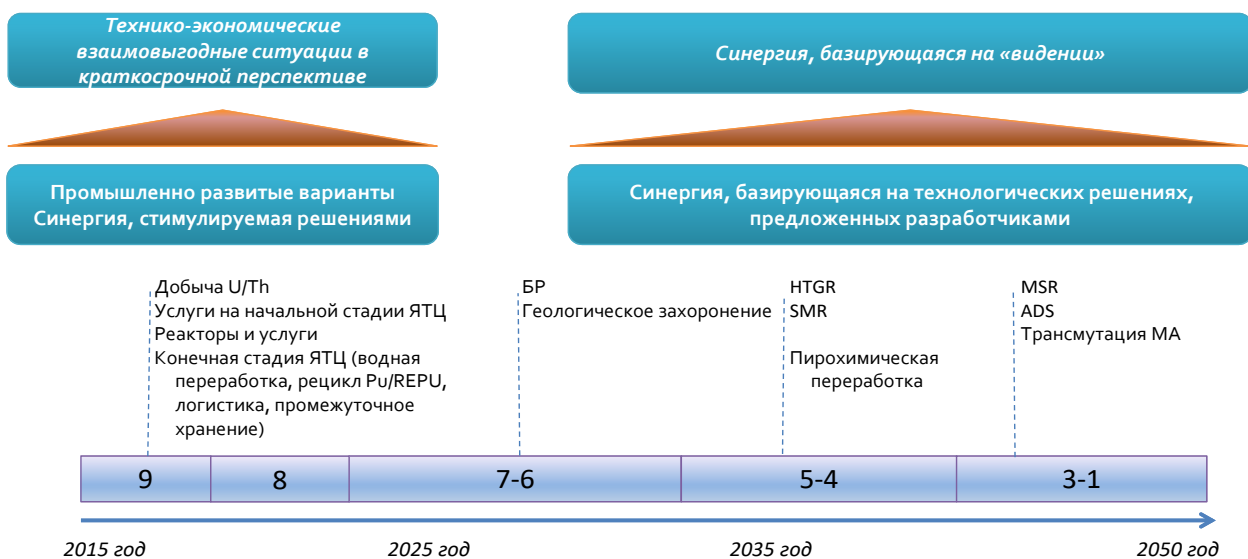 Технико-экономические
взаимовыгодные ситуации в
краткосрочной перспективе
Синергия, базирующаяся на «видении»
Промышленно развитые варианты
Синергия, стимулируемая решениями
Синергия, базирующаяся на технологических решениях,
предложенных разработчиками
Добыча U/Th
Услуги на начальной стадии ЯТЦ
Реакторы и услуги
Конечная стадия ЯТЦ (водная
переработка, рецикл Pu/REPU,
логистика, промежуточное
хранение)
БР
Геологическое захоронение
HTGR
SMR
Пирохимическая
переработка
MSR
ADS
Трансмутация МА
9
8
7-6
5-4
3-1
2015 год
2025 год
2035 год
2050 год